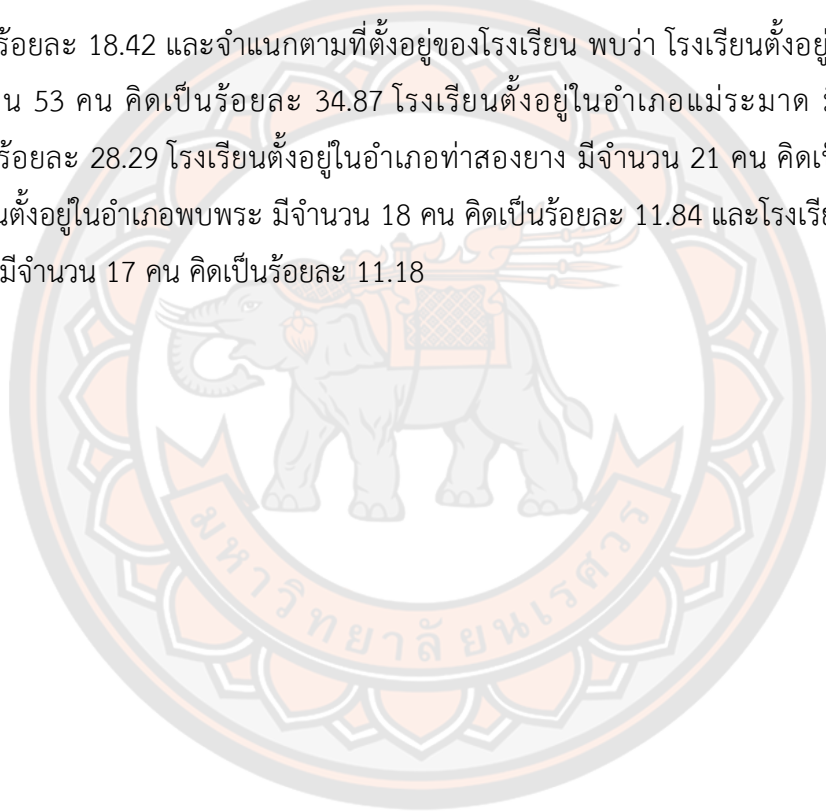 ร้อยละ 18.42 และจำแนกตามที่ตั้งอยู่ของโรงเรียน พบว่า โรงเรียนตั้งอยู่
น 53 คน คิดเป็นร้อยละ 34.87 โรงเรียนตั้งอยู่ในอำเภอแม่ระมาด
ร้อยละ 28.29 โรงเรียนตั้งอยู่ในอำเภอท่าสองยาง มีจำนวน 21 คน คิดเป็
นตั้งอยู่ในอำเภอพบพระ มีจำนวน 18 คน คิดเป็นร้อยละ 11.84 และโรงเรีย
มีจำนวน 17 คน คิดเป็นร้อยละ 11.18
มหาวิทยาลัยนเรศวร